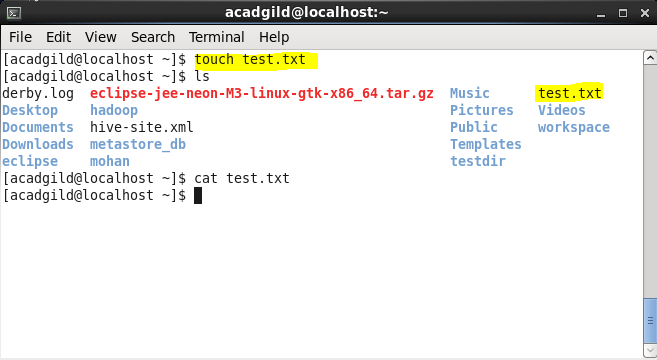 acadgild@localhost:~
File Edit View Search Terminal Help
[acadgild@localhost ~]$ touch test.txt
[acadgild@localhost ~]$ ls
derby.log eclipse-jee-neon-M3-linux-gtk-x86_64.tar.gz Music test.txt
Desktop hadoop Pictures Videos
Documents hive-site.xml Public workspace
Downloads metastore_db Templates
eclipse mohan testdir
[acadgild@localhost ~]$ cat test.txt
[acadgild@localhost ~]$